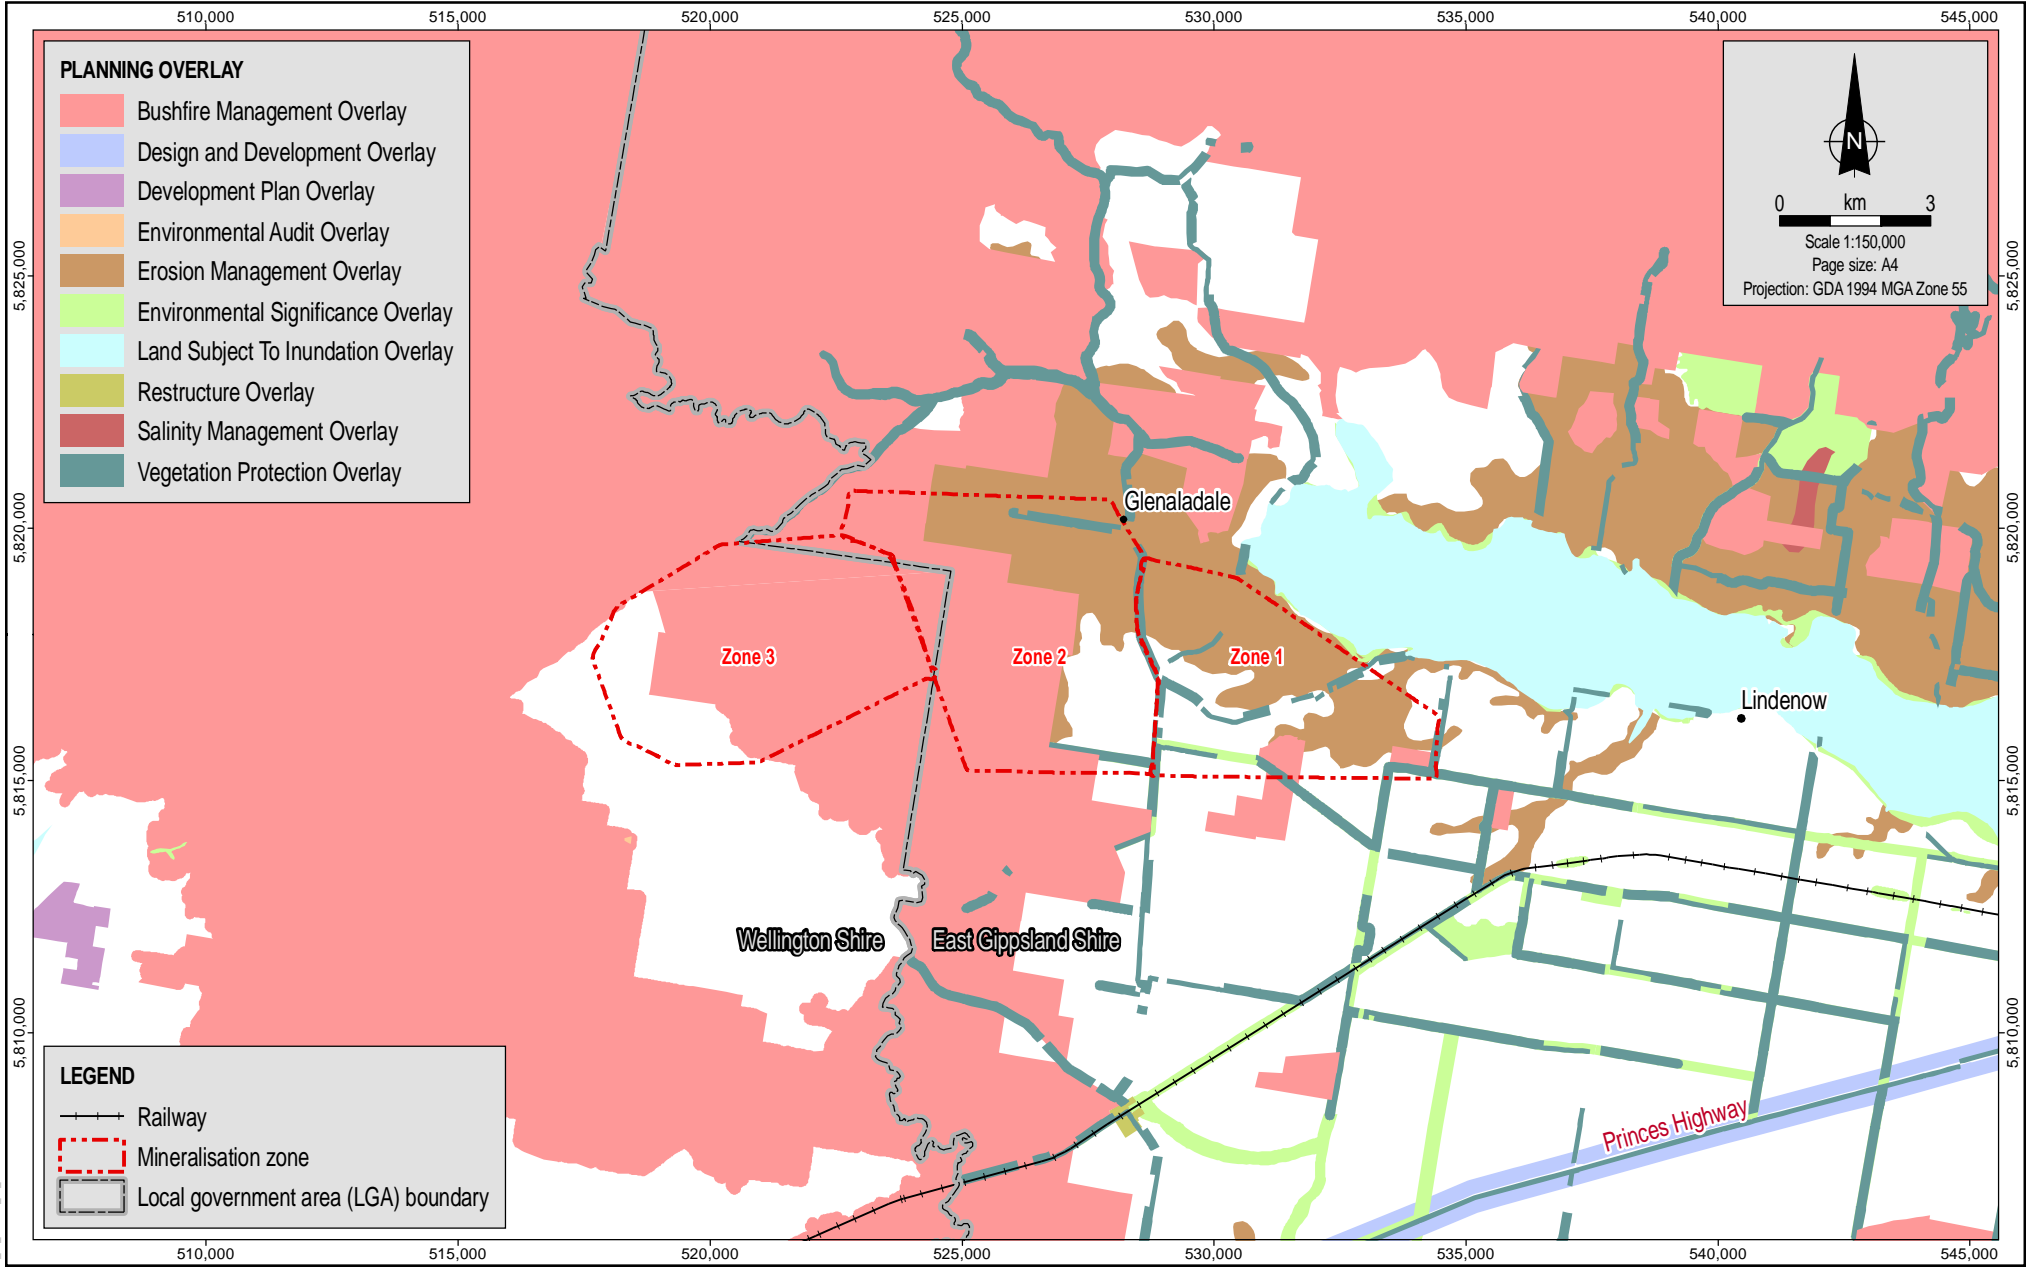 510,000 515,000 520,000 525,000 530,000 535,000 540,000 545,000
PLANNING OVERLAY
Bushfire Management Overlay
Design and Development Overlay
Development Plan Overlay
Environmental Audit Overlay
Erosion Management Overlay
Environmental Significance Overlay
Land Subject To Inundation Overlay
Restructure Overlay
Salinity Management Overlay
Vegetation Protection Overlay
N
0 km 3
Scale 1:150,000
Page size: A4
Projection: GDA 1994 MGA Zone 55
5,825,000 5,825,000
Glenaladale
5,820,000 5,820,000
Zone 3 Zone 2 Zone 1
Lindenow
5,815,000 5,815,000
Wellington Shire East Gippsland Shire
5,810,000 5,810,000
Princes Highway
LEGEND
Railway
Mineralisation zone
Local government area (LGA) boundary
510,000 515,000 520,000 525,000 530,000 535,000 540,000 545,000